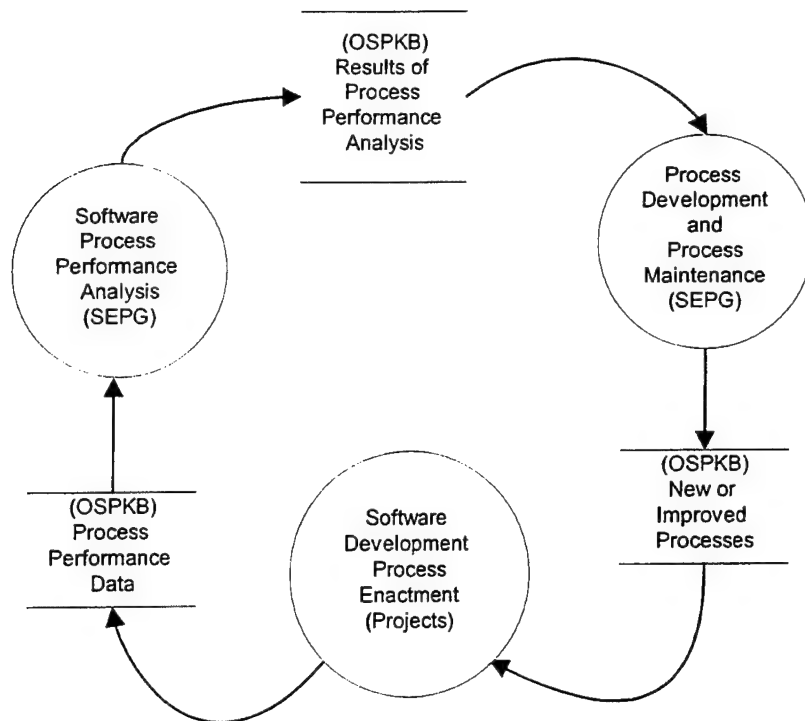 (OSPKB)
Results of
Process
Performance
Analysis
Process
Development
and
Process
Maintenance
(SEPG)
(OSPKB)
New or
Improved
Processes
Software
Development
Process
Enactment
(Projects)
(OSPKB)
Process
Performance
Data
Software
Process
Performance
Analysis
(SEPG)